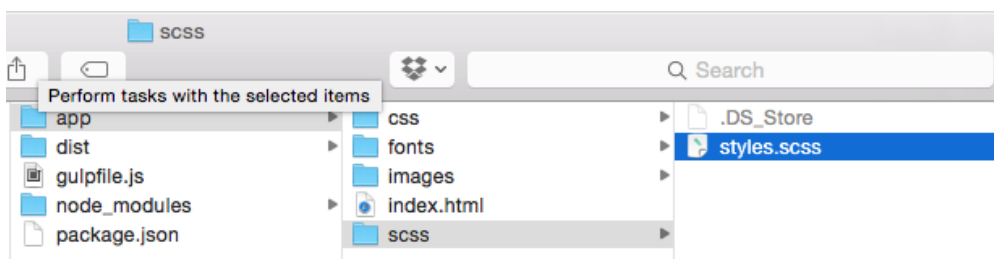 scss
Search
Perform tasks with the selected items
app
dist
gulpfile.js
node_modules
package.json
css
fonts
images
index.html
scss
.DS_Store
styles.scss